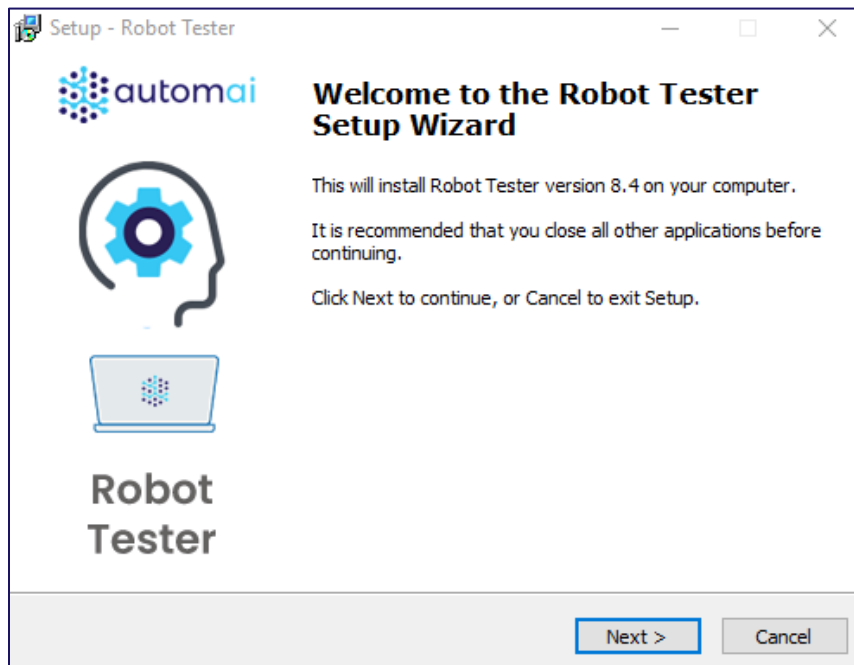 Setup - Robot Tester
automai
Welcome to the Robot Tester
Setup Wizard
This will install Robot Tester version 8.4 on your computer.
It is recommended that you close all other applications before
continuing.
Click Next to continue, or Cancel to exit Setup.
Robot
Tester
Next >
Cancel